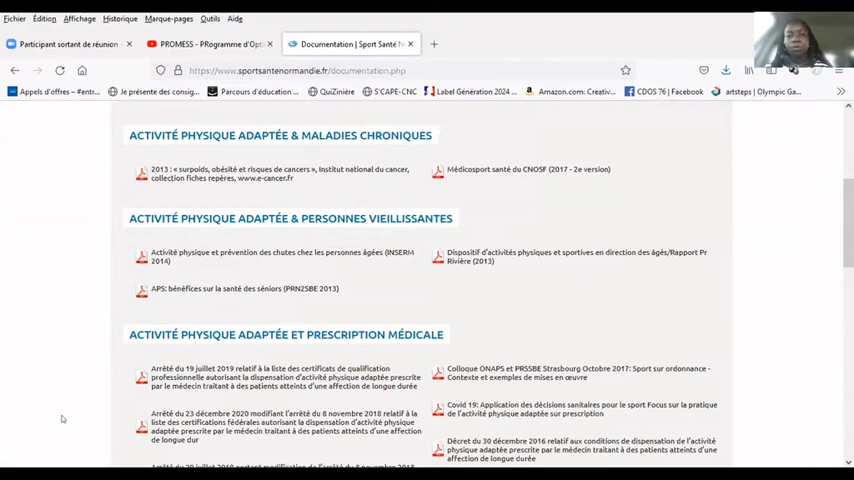 Fichier Édition Affichage Historique Marque-pages Outils Aide
Participant sortant de réunion
PROMESS - PRogramme d'Opti
Documentation | Sport Santé No
https://www.sportsantenormandie.fr/documentation.php
Appels d'offres – #entr...
Je présente des consign...
Parcours d'éducation ...
QuiZinière
S'CAPE-CNC
Label Génération 2024 ...
Amazon.com: Creativ...
CDOS 76 | Facebook
artsteps | Olympic Ga...
ACTIVITÉ PHYSIQUE ADAPTÉE & MALADIES CHRONIQUES
2013 : « surpoids, obésité et risques de cancers », Institut national du cancer,
collection fiches repères, www.e-cancer.fr
Médicosport santé du CNOSF (2017 - 2e version)
ACTIVITÉ PHYSIQUE ADAPTÉE & PERSONNES VIEILLISSANTES
Activité physique et prévention des chutes chez les personnes âgées (INSERM
2014)
Dispositif d'activités physiques et sportives en direction des âgés/Rapport Pr
Rivière (2013)
APS: bénéfices sur la santé des séniors (PRN2SBE 2013)
ACTIVITÉ PHYSIQUE ADAPTÉE ET PRESCRIPTION MÉDICALE
Arrêté du 19 juillet 2019 relatif à la liste des certificats de qualification
professionnelle autorisant la dispensation d'activité physique adaptée prescrite
par le médecin traitant à des patients atteints d'une affection de longue durée
Colloque ONAPS et PRSSBE Strasbourg Octobre 2017: Sport sur ordonnance -
Contexte et exemples de mises en œuvre
Covid 19: Application des décisions sanitaires pour le sport Focus sur la pratique
de l'activité physique adaptée sur prescription
Arrêté du 23 décembre 2020 modifiant l'arrêté du 8 novembre 2018 relatif à la
liste des certifications fédérales autorisant la dispensation d'activité physique
adaptée prescrite par le médecin traitant à des patients atteints d'une affection
de longue dur
Décret du 30 décembre 2016 relatif aux conditions de dispensation de l'activité
physique adaptée prescrite par le médecin traitant à des patients atteints d'une
affection de longue durée